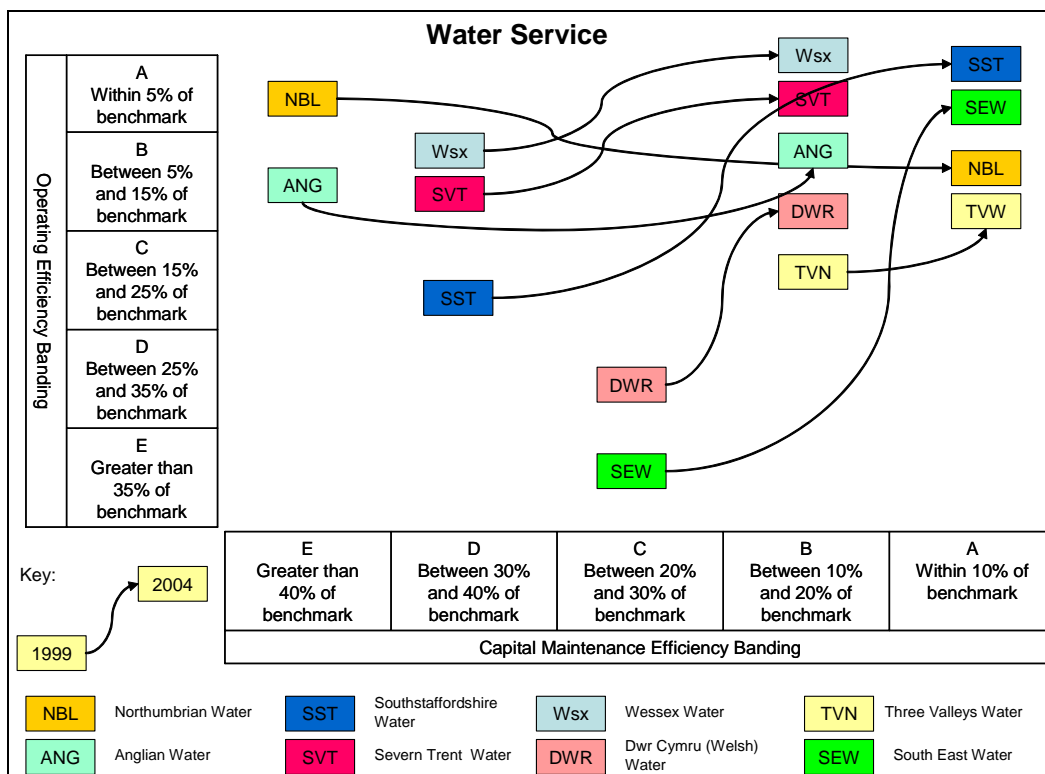 Water Service
Operating Efficiency Banding
A
Within 5% of
benchmark
B
Between 5%
and 15% of
benchmark
C
Between 15%
and 25% of
benchmark
D
Between 25%
and 35% of
benchmark
E
Greater than
35% of
benchmark
Wsx
SST
NBL
SVT
SEW
Wsx
ANG
NBL
ANG
SVT
DWR
TVW
TVN
SST
DWR
SEW
E
Greater than
40% of
benchmark
D
Between 30%
and 40% of
benchmark
C
Between 20%
and 30% of
benchmark
B
Between 10%
and 20% of
benchmark
A
Within 10% of
benchmark
Capital Maintenance Efficiency Banding
Key:
2004
1999
NBL
Northumbrian Water
SST
Southstaffordshire
Water
Wsx
Wessex Water
TVN
Three Valleys Water
ANG
Anglian Water
SVT
Severn Trent Water
DWR
Dwr Cymru (Welsh)
Water
SEW
South East Water